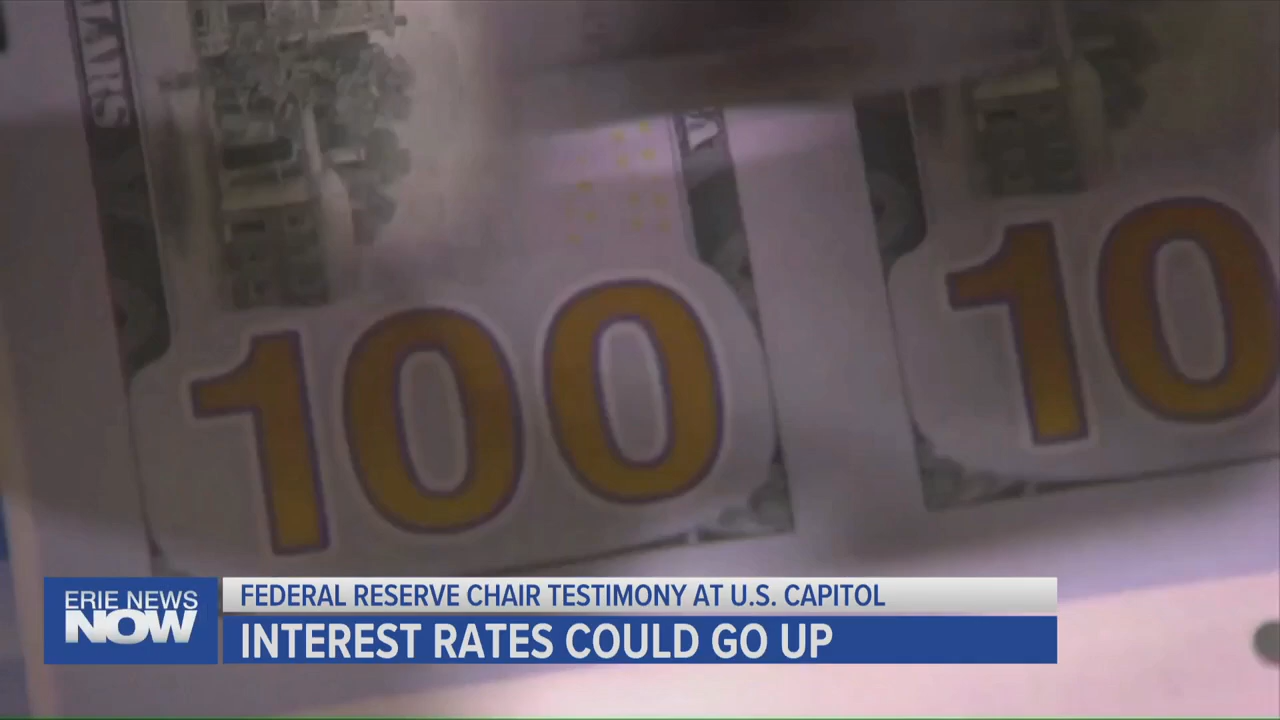 100
10
ERIE NEWS
NOW
FEDERAL RESERVE CHAIR TESTIMONY AT U.S. CAPITOL
INTEREST RATES COULD GO UP